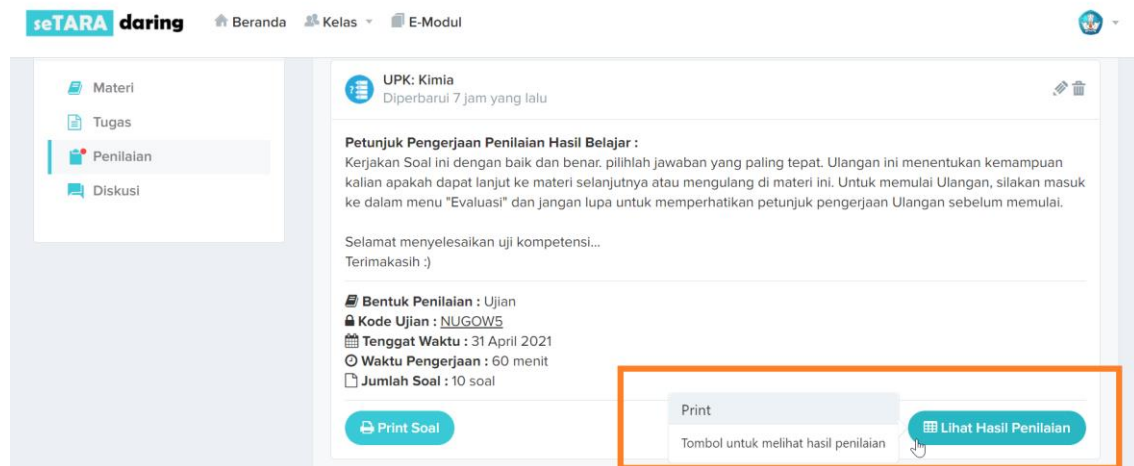 seTARA daring
Beranda
Kelas
E-Modul
Materi
Tugas
Penilaian
Diskusi
UPK: Kimia
Diperbarui 7 jam yang lalu
Petunjuk Pengerjaan Penilaian Hasil Belajar :
Kerjakan Soal ini dengan baik dan benar. pilihlah jawaban yang paling tepat. Ulangan ini menentukan kemampuan
kalian apakah dapat lanjut ke materi selanjutnya atau mengulang di materi ini. Untuk memulai Ulangan, silakan masuk
ke dalam menu "Evaluasi" dan jangan lupa untuk memperhatikan petunjuk pengerjaan Ulangan sebelum memulai.
Selamat menyelesaikan uji kompetensi...
Terimakasih :)
Bentuk Penilaian : Ujian
Kode Ujian : NUGOW5
Tenggat Waktu : 31 April 2021
Waktu Pengerjaan : 60 menit
Jumlah Soal : 10 soal
Print Soal
Print
Tombol untuk melihat hasil penilaian
Lihat Hasil Penilaian